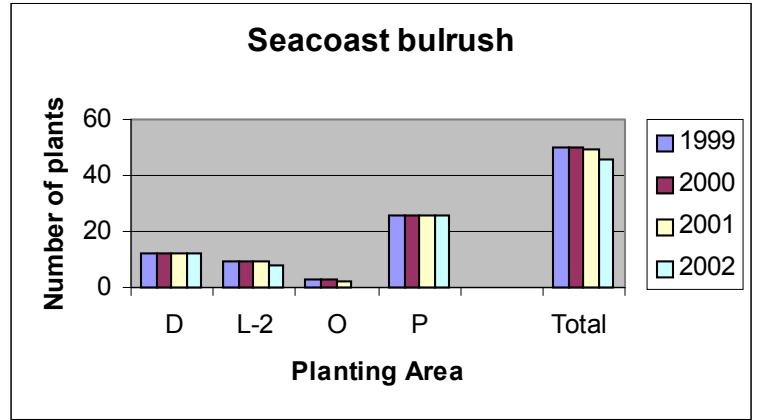 Seacoast bulrush
Number of plants
60
40
20
0
D L-2 O P Total
Planting Area
1999
2000
2001
2002